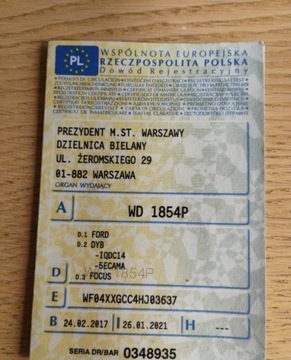 PL
WSPÓLNOTA EUROPEJSKA
RZECZPOSPOLITA POLSKA
Dowód Rejestracyjny
PREZYDENT M.ST. WARSZAWY
DZIELNICA BIELANY
UL. ŻEROMSKIEGO 29
01-882 WARSZAWA
ORGAN WYDAJĄCY
A WD 1854P
D.1 FORD
D.2 DYB
-IQDC14
-5ECAMA
D D.3 FOCUS
E WF04XXGCC4HJ03637
B 24.02.2017 26.01.2021 H ---
SERIA DR/BAR 0348935